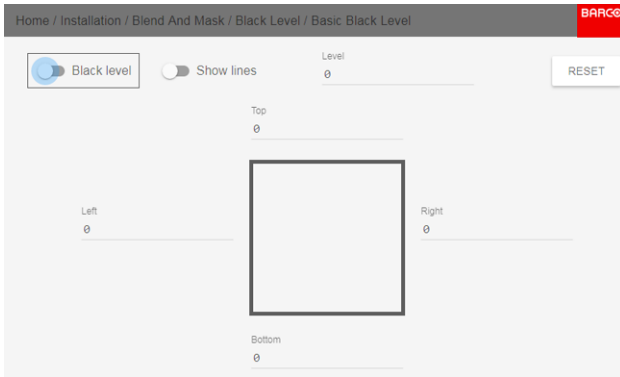 Home / Installation / Blend And Mask / Black Level / Basic Black Level
BARCO
Black level
Show lines
Level
0
RESET
Top
0
Left
0
Right
0
Bottom
0